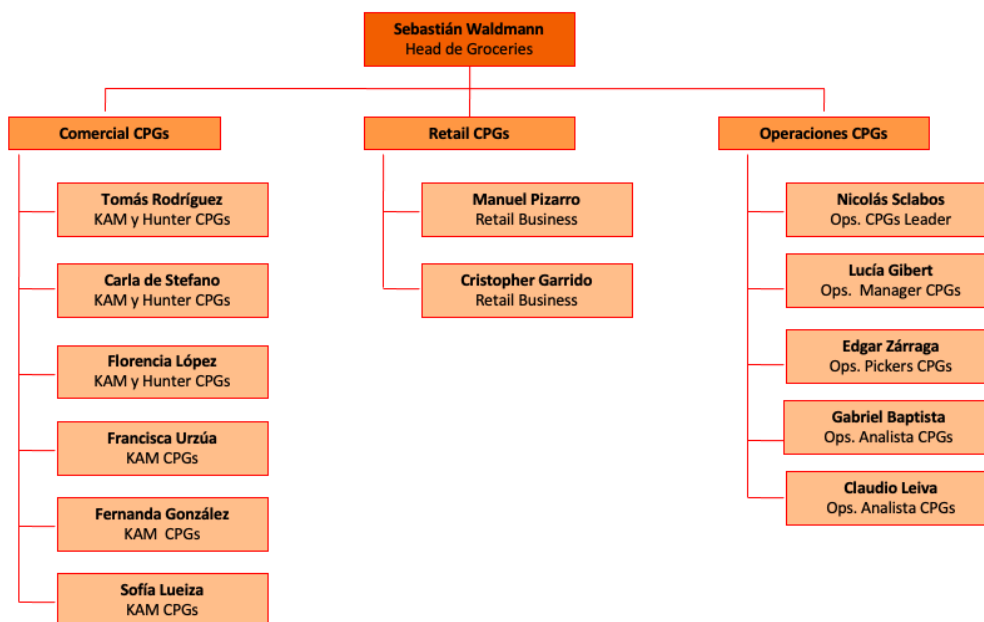 Sebastián Waldmann
Head de Groceries
Comercial CPGs
Tomás Rodríguez
KAM y Hunter CPGs
Carla de Stefano
KAM y Hunter CPGs
Florencia López
KAM y Hunter CPGs
Francisca Urzúa
KAM CPGs
Fernanda González
KAM CPGs
Sofía Lueiza
KAM CPGs
Retail CPGs
Manuel Pizarro
Retail Business
Cristopher Garrido
Retail Business
Operaciones CPGs
Nicolás Sclabos
Ops. CPGs Leader
Lucía Gibert
Ops. Manager CPGs
Edgar Zárraga
Ops. Pickers CPGs
Gabriel Baptista
Ops. Analista CPGs
Claudio Leiva
Ops. Analista CPGs